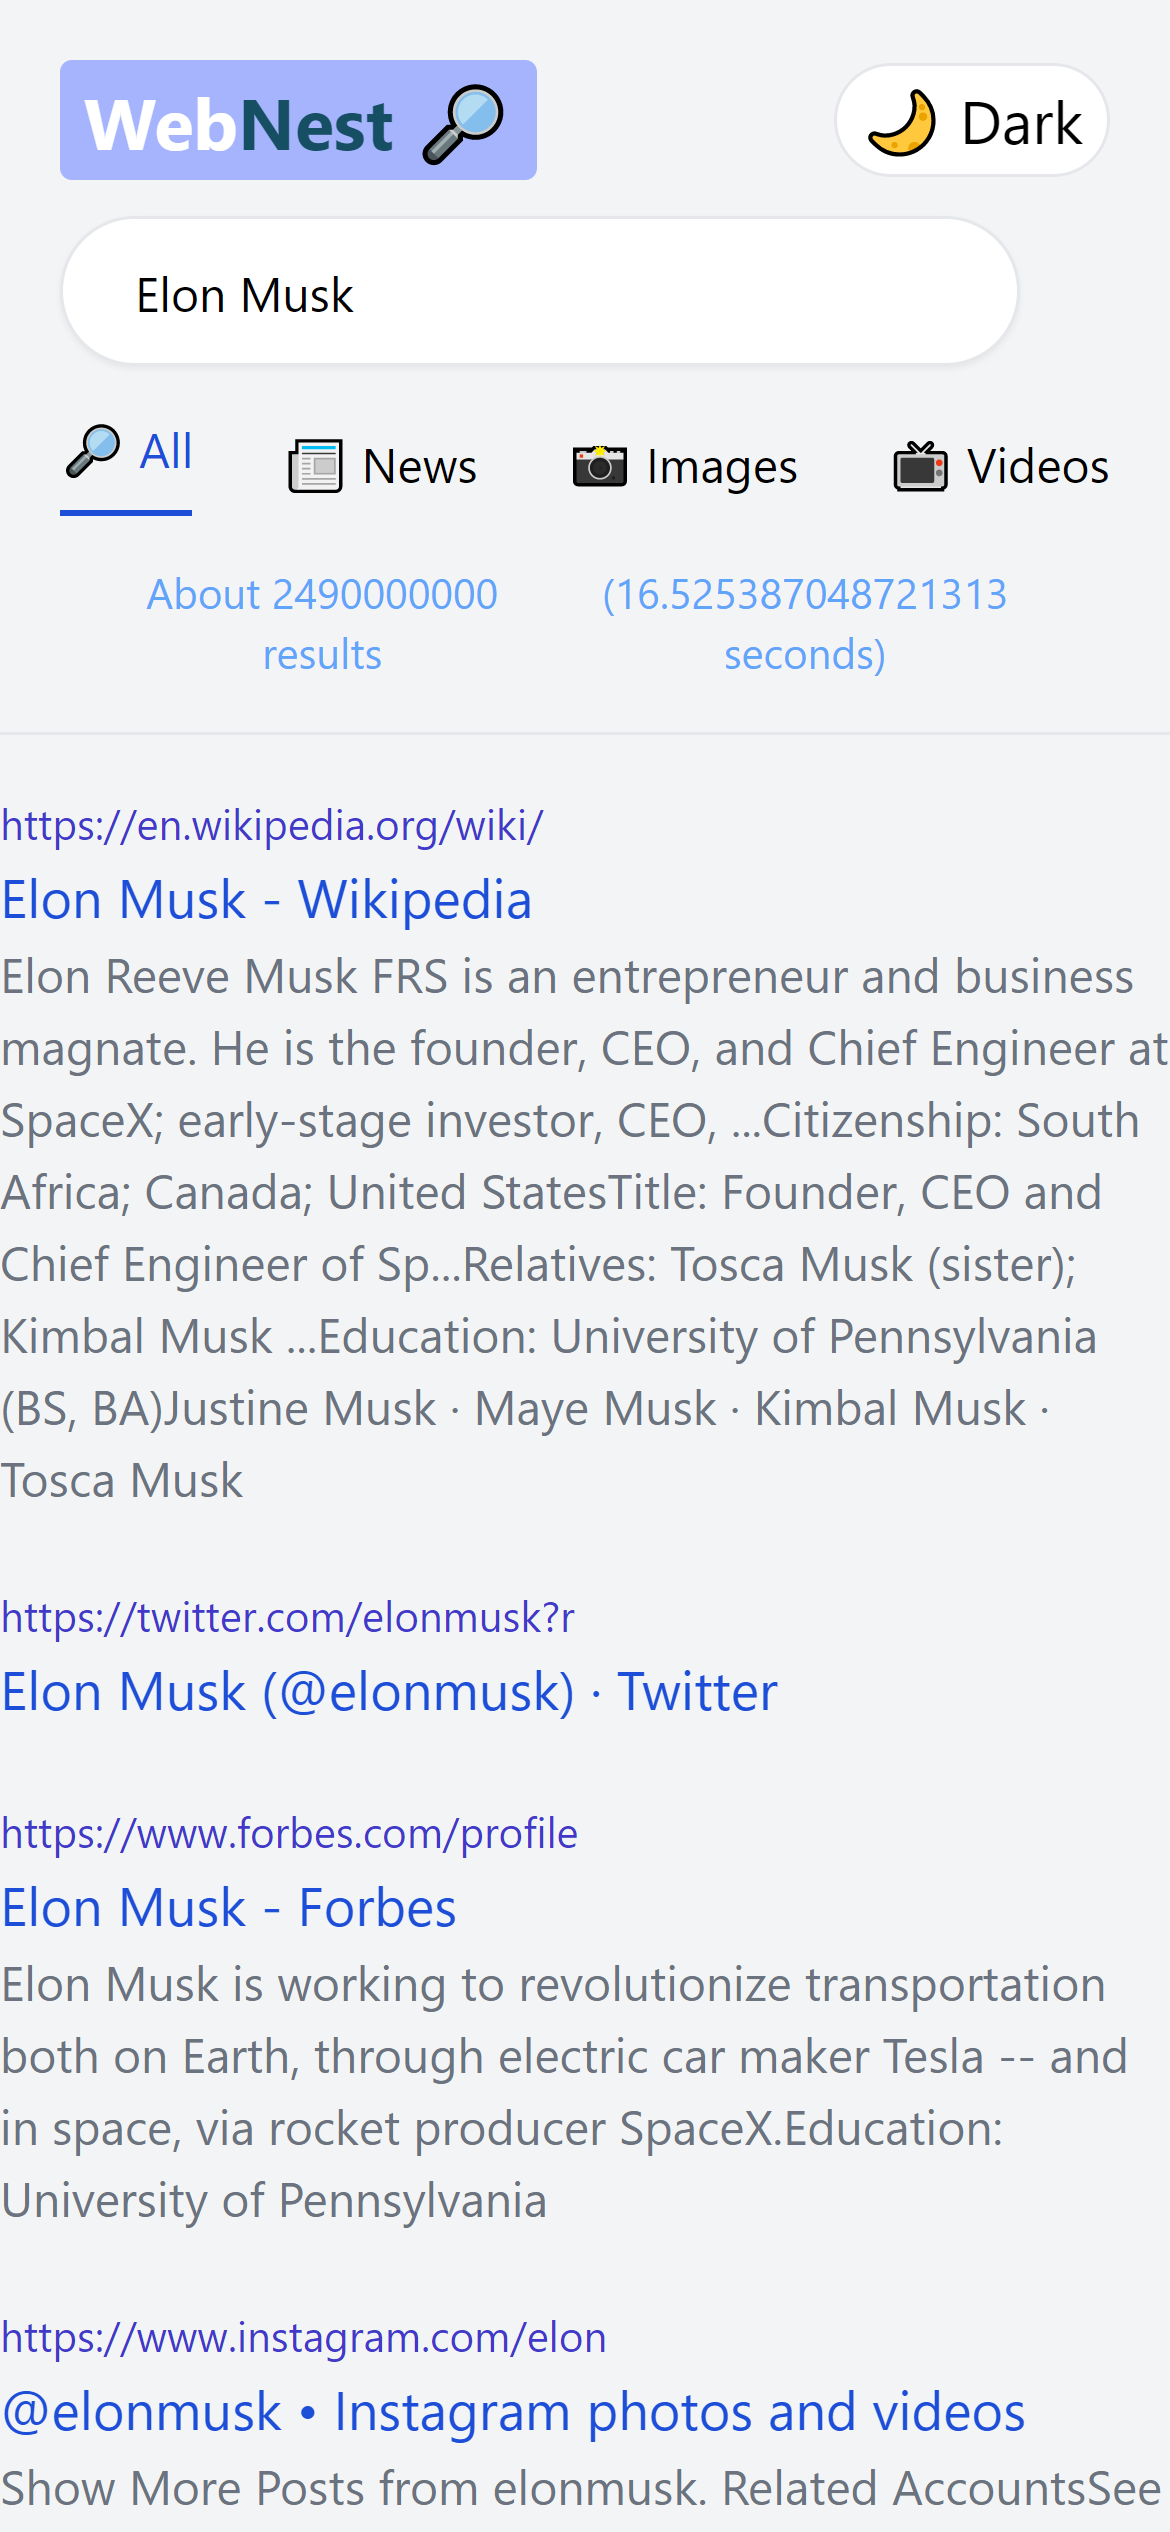 WebNest 🔎
🌙 Dark
Elon Musk
🔎 All 📰 News 📸 Images 📺 Videos
About 2490000000 results
(16.525387048721313 seconds)
https://en.wikipedia.org/wiki/
Elon Musk - Wikipedia
Elon Reeve Musk FRS is an entrepreneur and business
magnate. He is the founder, CEO, and Chief Engineer at
SpaceX; early-stage investor, CEO, ...Citizenship: South
Africa; Canada; United StatesTitle: Founder, CEO and
Chief Engineer of Sp...Relatives: Tosca Musk (sister);
Kimbal Musk ...Education: University of Pennsylvania
(BS, BA)Justine Musk · Maye Musk · Kimbal Musk ·
Tosca Musk
https://twitter.com/elonmusk?r
Elon Musk (@elonmusk) · Twitter
https://www.forbes.com/profile
Elon Musk - Forbes
Elon Musk is working to revolutionize transportation
both on Earth, through electric car maker Tesla -- and
in space, via rocket producer SpaceX.Education:
University of Pennsylvania
https://www.instagram.com/elon
@elonmusk • Instagram photos and videos
Show More Posts from elonmusk. Related AccountsSee